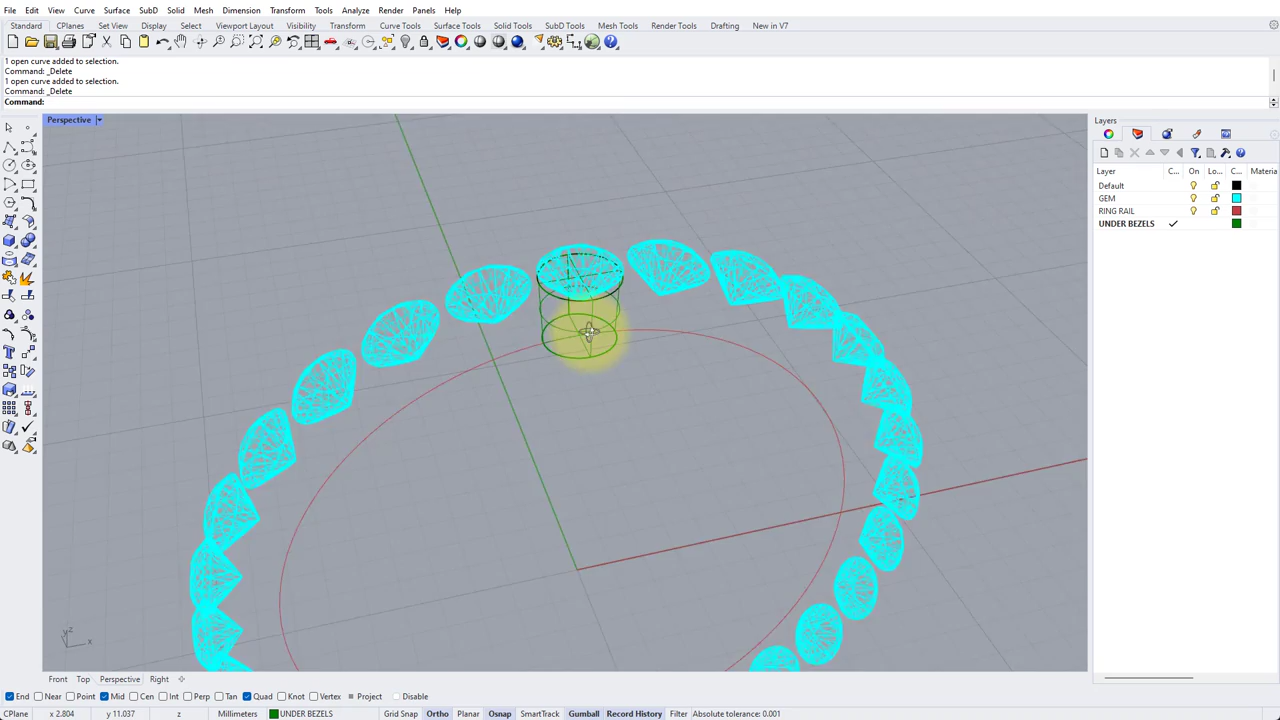 File Edit View Curve Surface SubD Solid Mesh Dimension Transform Tools Analyze Render Panels Help
Standard CPlanes Set View Display Select Viewport Layout Visibility Transform Curve Tools Surface Tools Solid Tools SubD Tools Mesh Tools Render Tools Drafting New in V7
1 open curve added to selection.
Command: _Delete
1 open curve added to selection.
Command: _Delete
Command:
Perspective
Layers
Layer C... On Lo... C... Materia
Default
GEM
RING RAIL
UNDER BEZELS
z
y
x
Front Top Perspective Right
End Near Point Mid Cen Int Perp Tan Quad Knot Vertex Project Disable
CPlane x 2.804 y 11.037 z Millimeters UNDER BEZELS Grid Snap Ortho Planar Osnap SmartTrack Gumball Record History Filter Absolute tolerance: 0.001